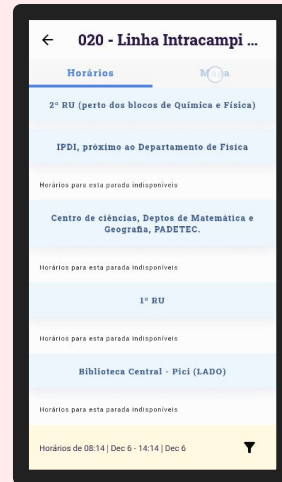 020 - Linha Intracampi ...
Horários Mapa
2º RU (perto dos blocos de Química e Física)
IPDI, próximo ao Departamento de Física
Horários para esta parada indisponíveis
Centro de ciências, Deptos de Matemática e
Geografia, PADETEC.
Horários para esta parada indisponíveis
1º RU
Horários para esta parada indisponíveis
Biblioteca Central - Pici (LADO)
Horários para esta parada indisponíveis
Horários de 08:14 | Dec 6 - 14:14 | Dec 6